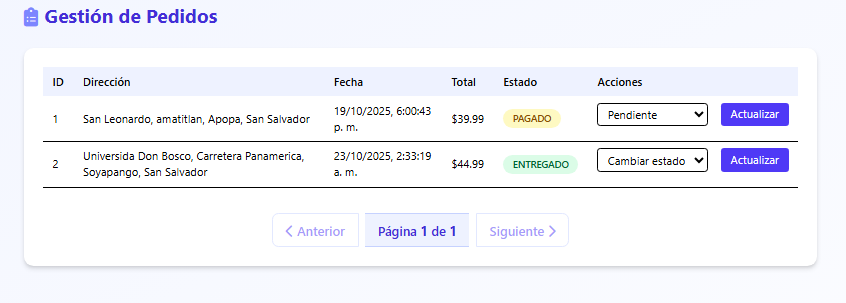 Gestión de Pedidos
ID Dirección Fecha Total Estado Acciones
1 San Leonardo, amatitlan, Apopa, San Salvador 19/10/2025, 6:00:43 p. m. $39.99 PAGADO Pendiente Actualizar
2 Universida Don Bosco, Carretera Panamerica, Soyapango, San Salvador 23/10/2025, 2:33:19 a. m. $44.99 ENTREGADO Cambiar estado Actualizar
Anterior Página 1 de 1 Siguiente